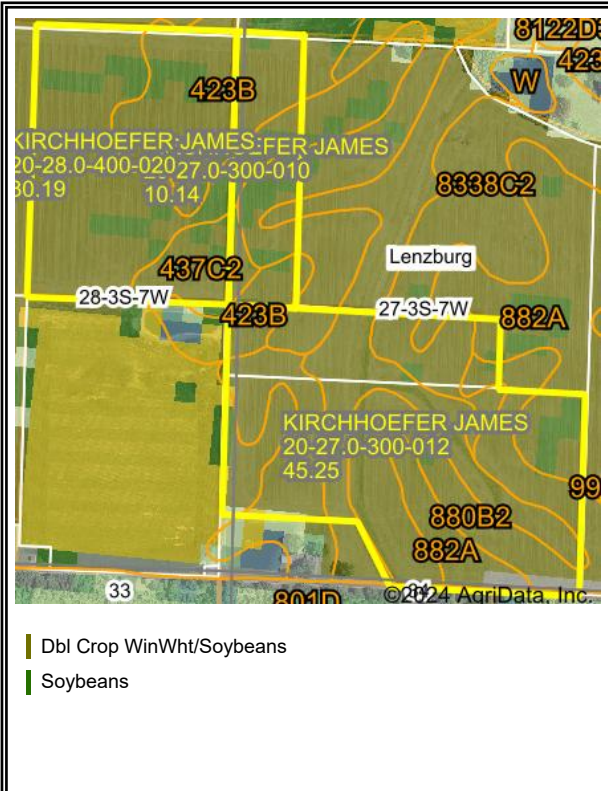 8122D3
423
W
423B
KIRCHHOEFER JAMES
20-28.0-400-020
30.19
FER JAMES
27.0-300-010
10.14
8338C2
Lenzburg
437C2
28-3S-7W
423B
27-3S-7W
882A
KIRCHHOEFER JAMES
20-27.0-300-012
45.25
99
880B2
882A
33
801D
©2024 AgriData, Inc.
Dbl Crop WinWht/Soybeans
Soybeans